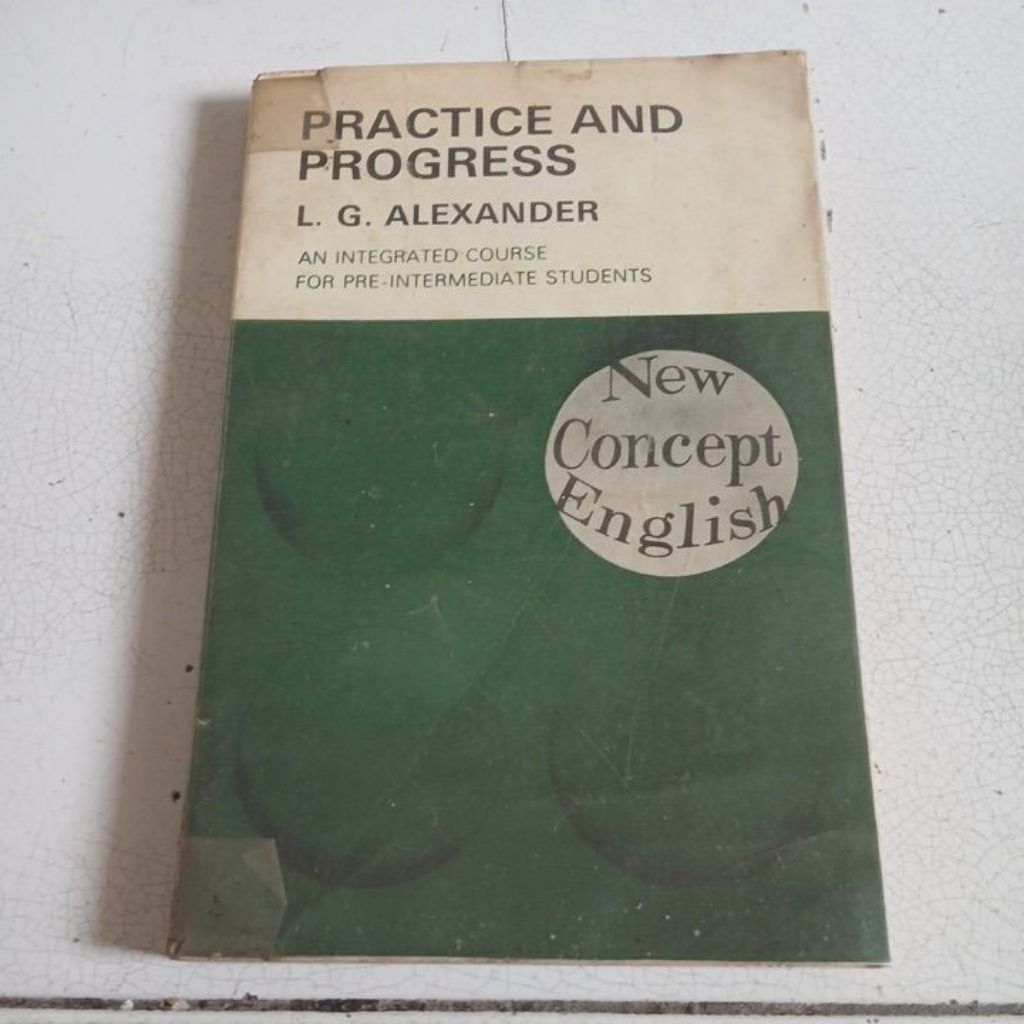 PRACTICE AND
PROGRESS
L. G. ALEXANDER
AN INTEGRATED COURSE
FOR PRE-INTERMEDIATE STUDENTS
New
Concept
English